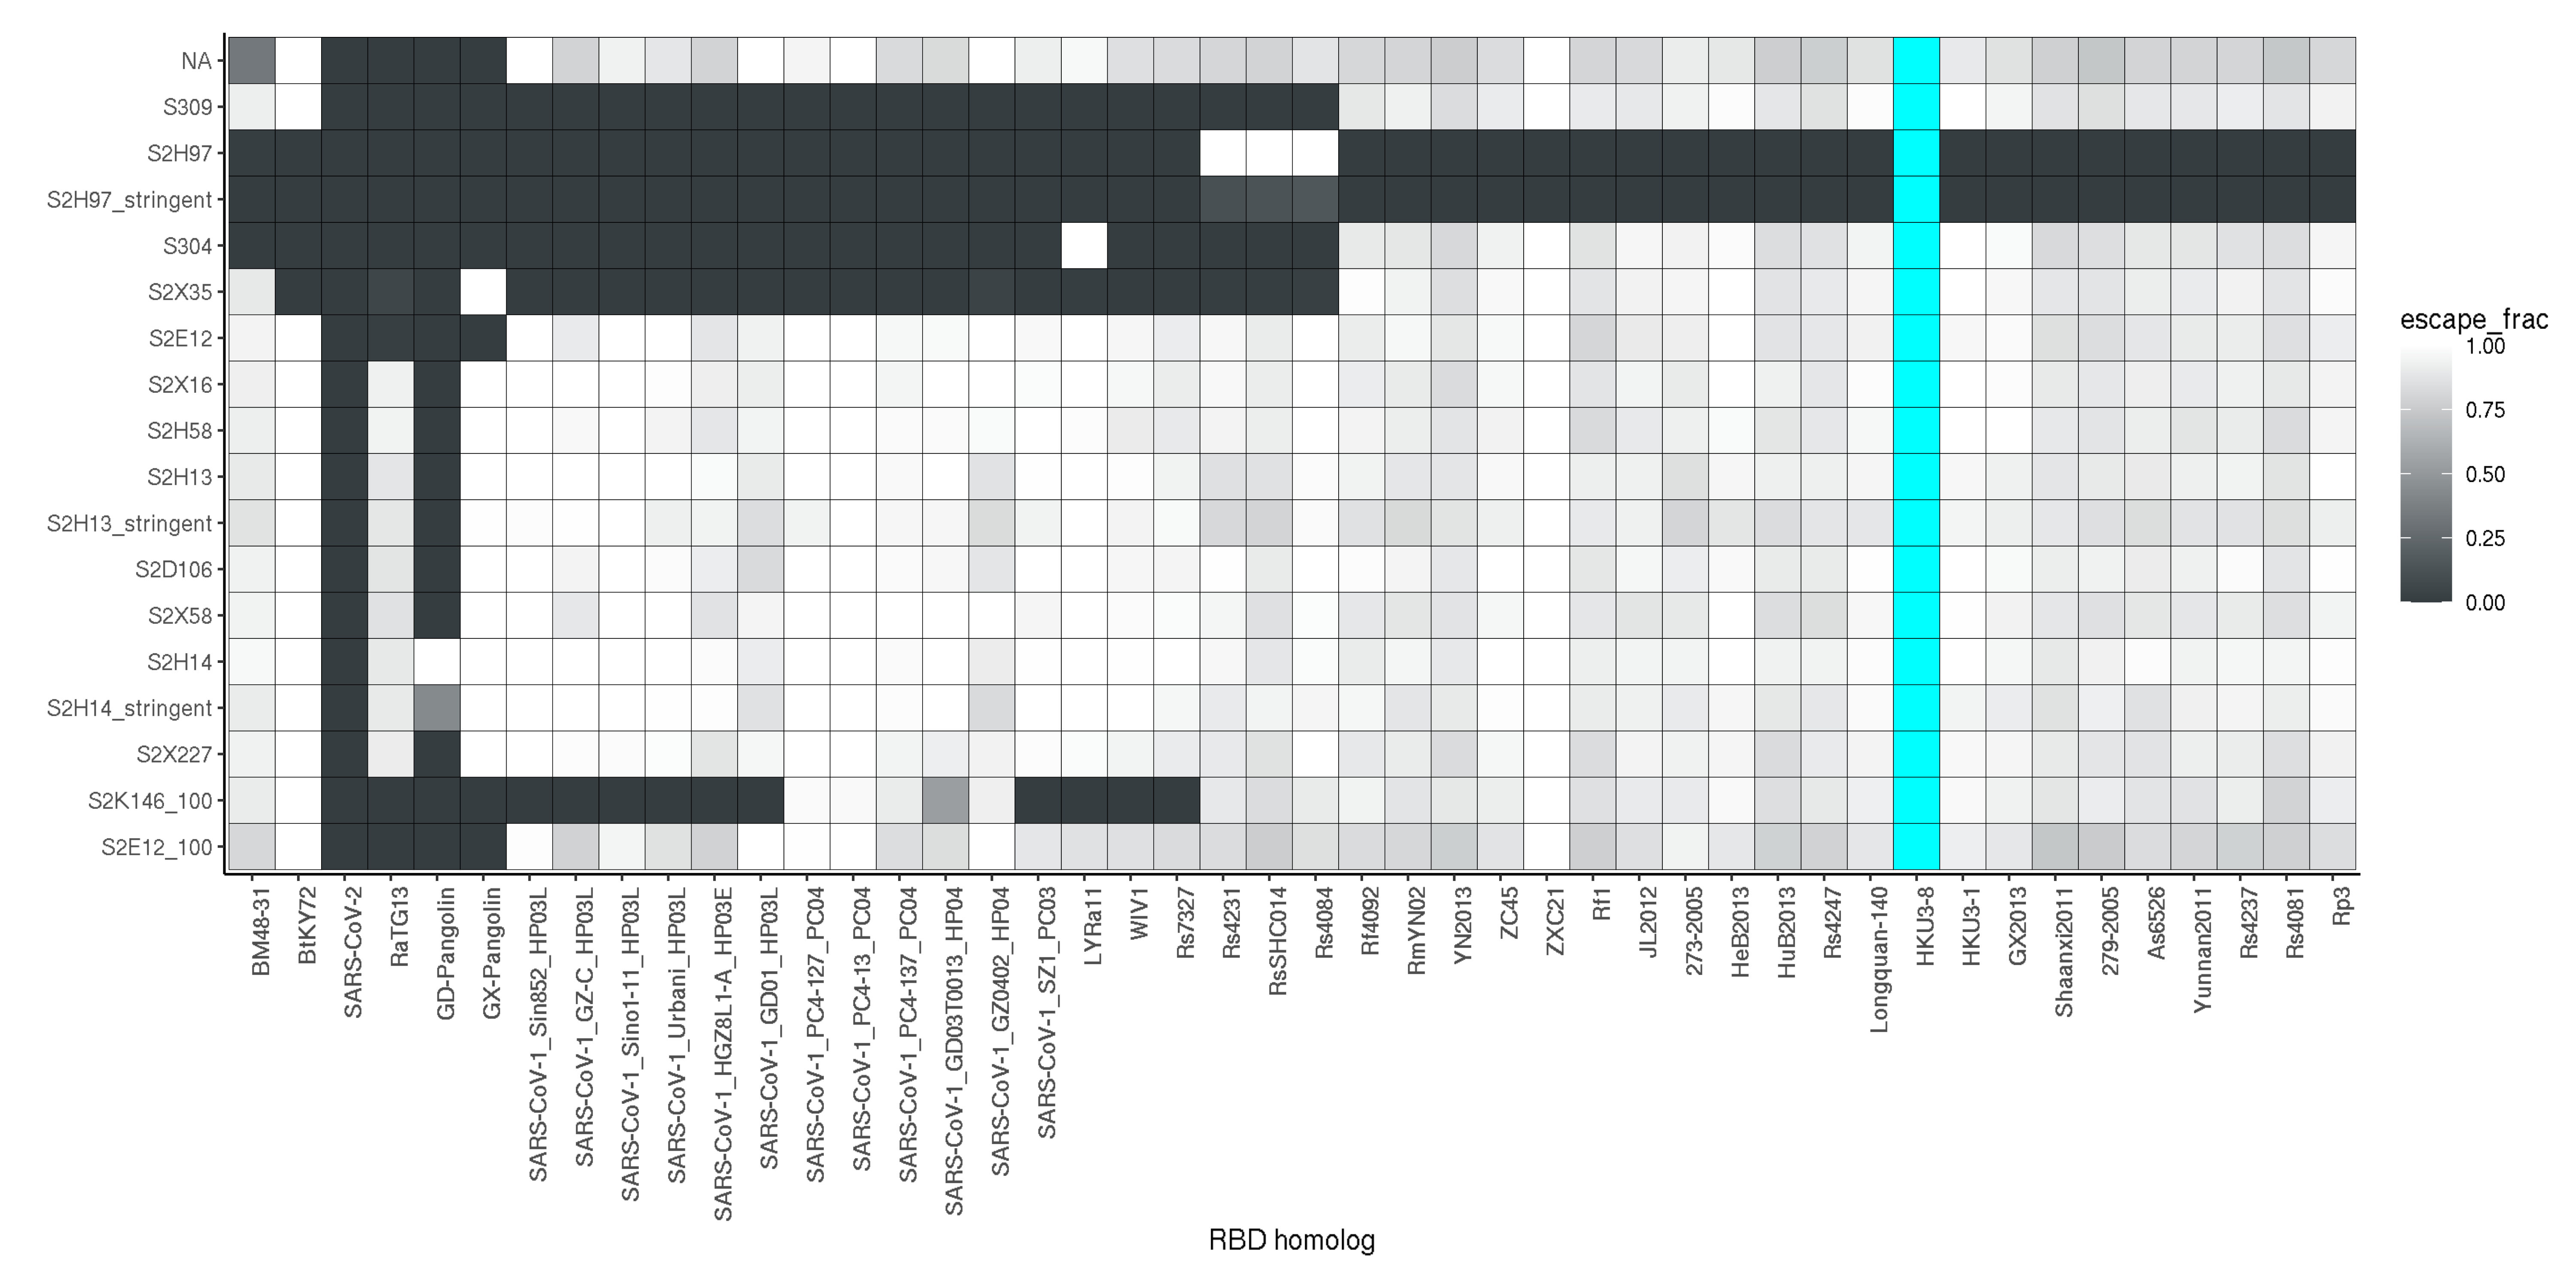 NA
S309
S2H97
S2H97_stringent
S304
S2X35
S2E12
S2X16
S2H58
S2H13
S2H13_stringent
S2D106
S2X58
S2H14
S2H14_stringent
S2X227
S2K146_100
S2E12_100
BM48-31
BtKY72
SARS-CoV-2
RaTG13
GD-Pangolin
GX-Pangolin
SARS-CoV-1_Sin852_HP03L
SARS-CoV-1_GZ-C_HP03L
SARS-CoV-1_Sino1-11_HP03L
SARS-CoV-1_Urbani_HP03L
SARS-CoV-1_HGZ8L1-A_HP03E
SARS-CoV-1_GD01_HP03L
SARS-CoV-1_PC4-127_PC04
SARS-CoV-1_PC4-13_PC04
SARS-CoV-1_PC4-137_PC04
SARS-CoV-1_GD03T0013_HP04
SARS-CoV-1_GZ0402_HP04
SARS-CoV-1_SZ1_PC03
LYRa11
WIV1
Rs7327
Rs4231
RsSHC014
Rs4084
Rf4092
RmYN02
YN2013
ZC45
ZXC21
Rf1
JL2012
273-2005
HeB2013
HuB2013
Rs4247
Longquan-140
HKU3-8
HKU3-1
GX2013
Shaanxi2011
279-2005
As6526
Yunnan2011
Rs4237
Rs4081
Rp3
RBD homolog
escape_frac
1.00
0.75
0.50
0.25
0.00